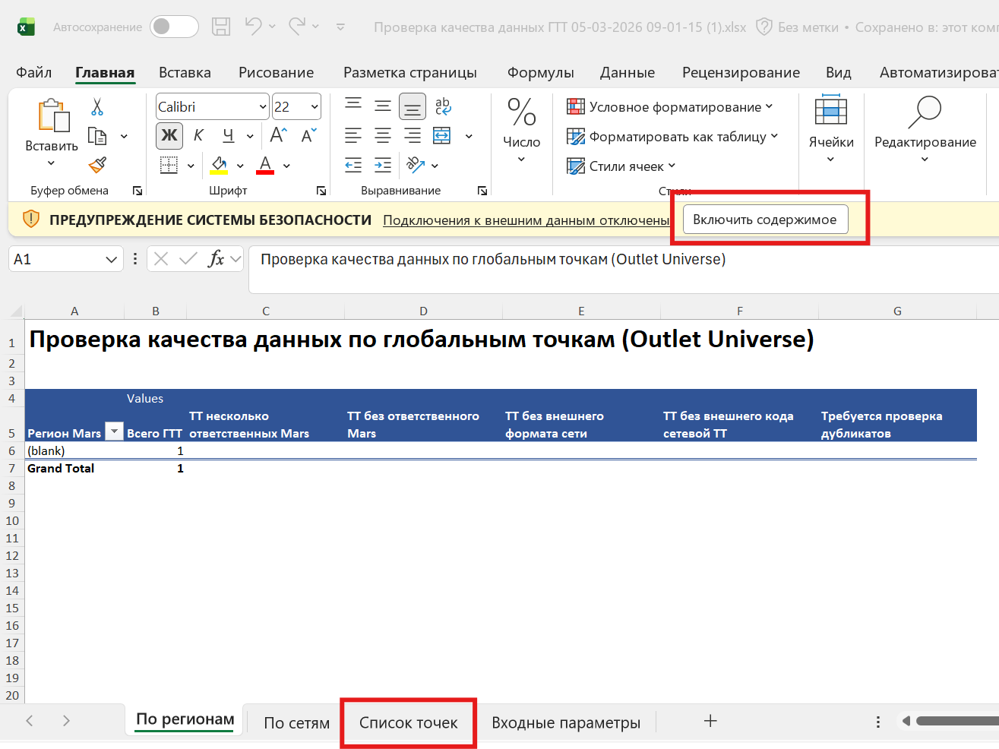 Автосохранение
Проверка качества данных ГТТ 05-03-2026 09-01-15 (1).xlsx
Без метки • Сохранено в: этот
Файл Главная Вставка Рисование Разметка страницы Формулы Данные Рецензирование Вид
Calibri 22
Вставить
Ж К Ч
Число
Условное форматирование
Форматировать как таблицу
Стили ячеек
Ячейки
Редактирование
Буфер обмена Шрифт Выравнивание Стили
ПРЕДУПРЕЖДЕНИЕ СИСТЕМЫ БЕЗОПАСНОСТИ Подключения к внешним данным отключены Включить содержимое
A1 fx Проверка качества данных по глобальным точкам (Outlet Universe)
A B C D E F G
1 Проверка качества данных по глобальным точкам (Outlet Universe)
2
3
4 Values
ТТ несколько ТТ без ответственного ТТ без внешнего ТТ без внешнего кода Требуется проверка
5 Регион Mars Всего ГТТ ответственных Mars Mars формата сети сетевой ТТ дубликатов
6 (blank) 1
7 Grand Total 1
8
9
10
11
12
13
14
15
16
17
18
19
20
По регионам По сетям Список точек Входные параметры